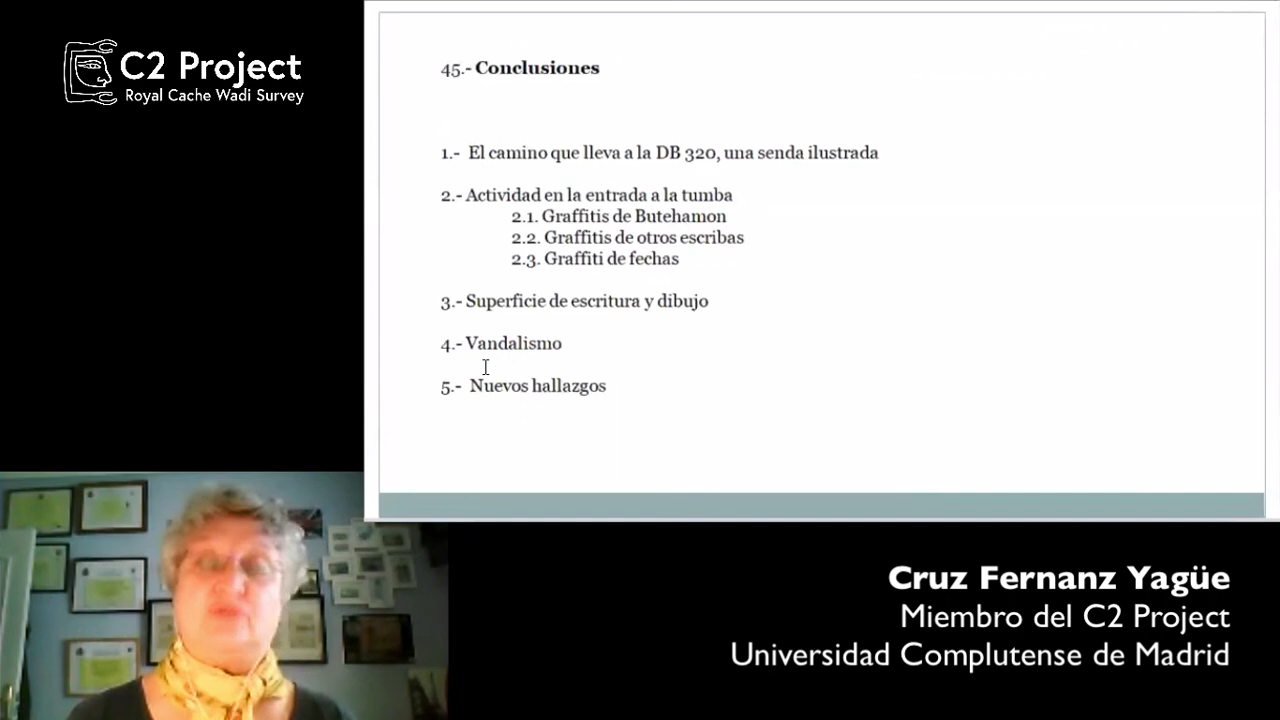 C2 Project
Royal Cache Wadi Survey
45.- Conclusiones
1.- El camino que lleva a la DB 320, una senda ilustrada
2.- Actividad en la entrada a la tumba
2.1. Graffitis de Butehamon
2.2. Graffitis de otros escribas
2.3. Graffiti de fechas
3.- Superficie de escritura y dibujo
4.- Vandalismo
5.- Nuevos hallazgos
Cruz Fernanz Yagüe
Miembro del C2 Project
Universidad Complutense de Madrid